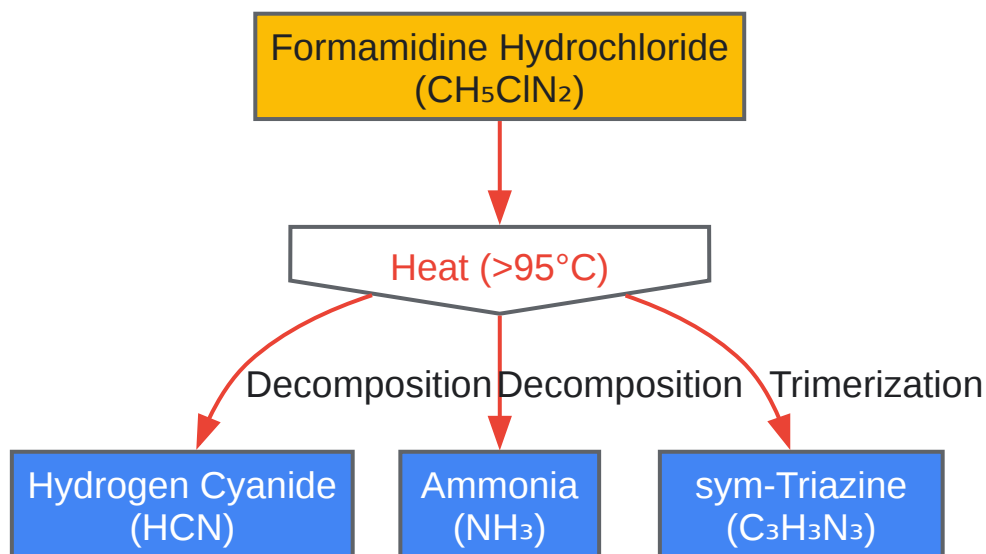 Formamidine Hydrochloride
(CH₅ClN₂)
Heat (>95°C)
Decomposition
Decomposition
Trimerization
Hydrogen Cyanide
(HCN)
Ammonia
(NH₃)
sym-Triazine
(C₃H₃N₃)